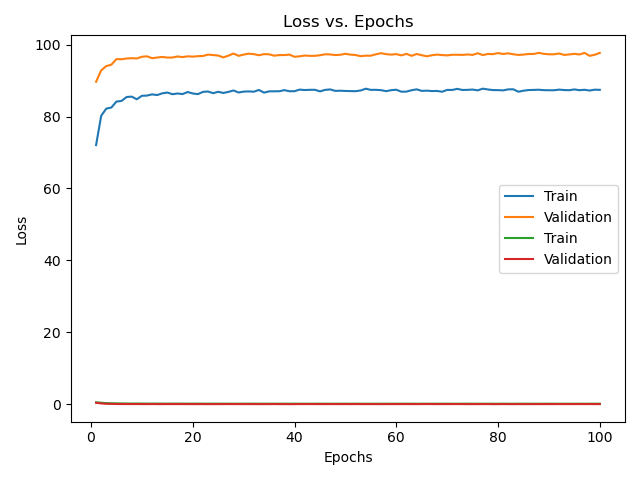 Loss vs. Epochs
100
80
60
40
20
0
Loss
Train
Validation
Train
Validation
0 20 40 60 80 100
Epochs